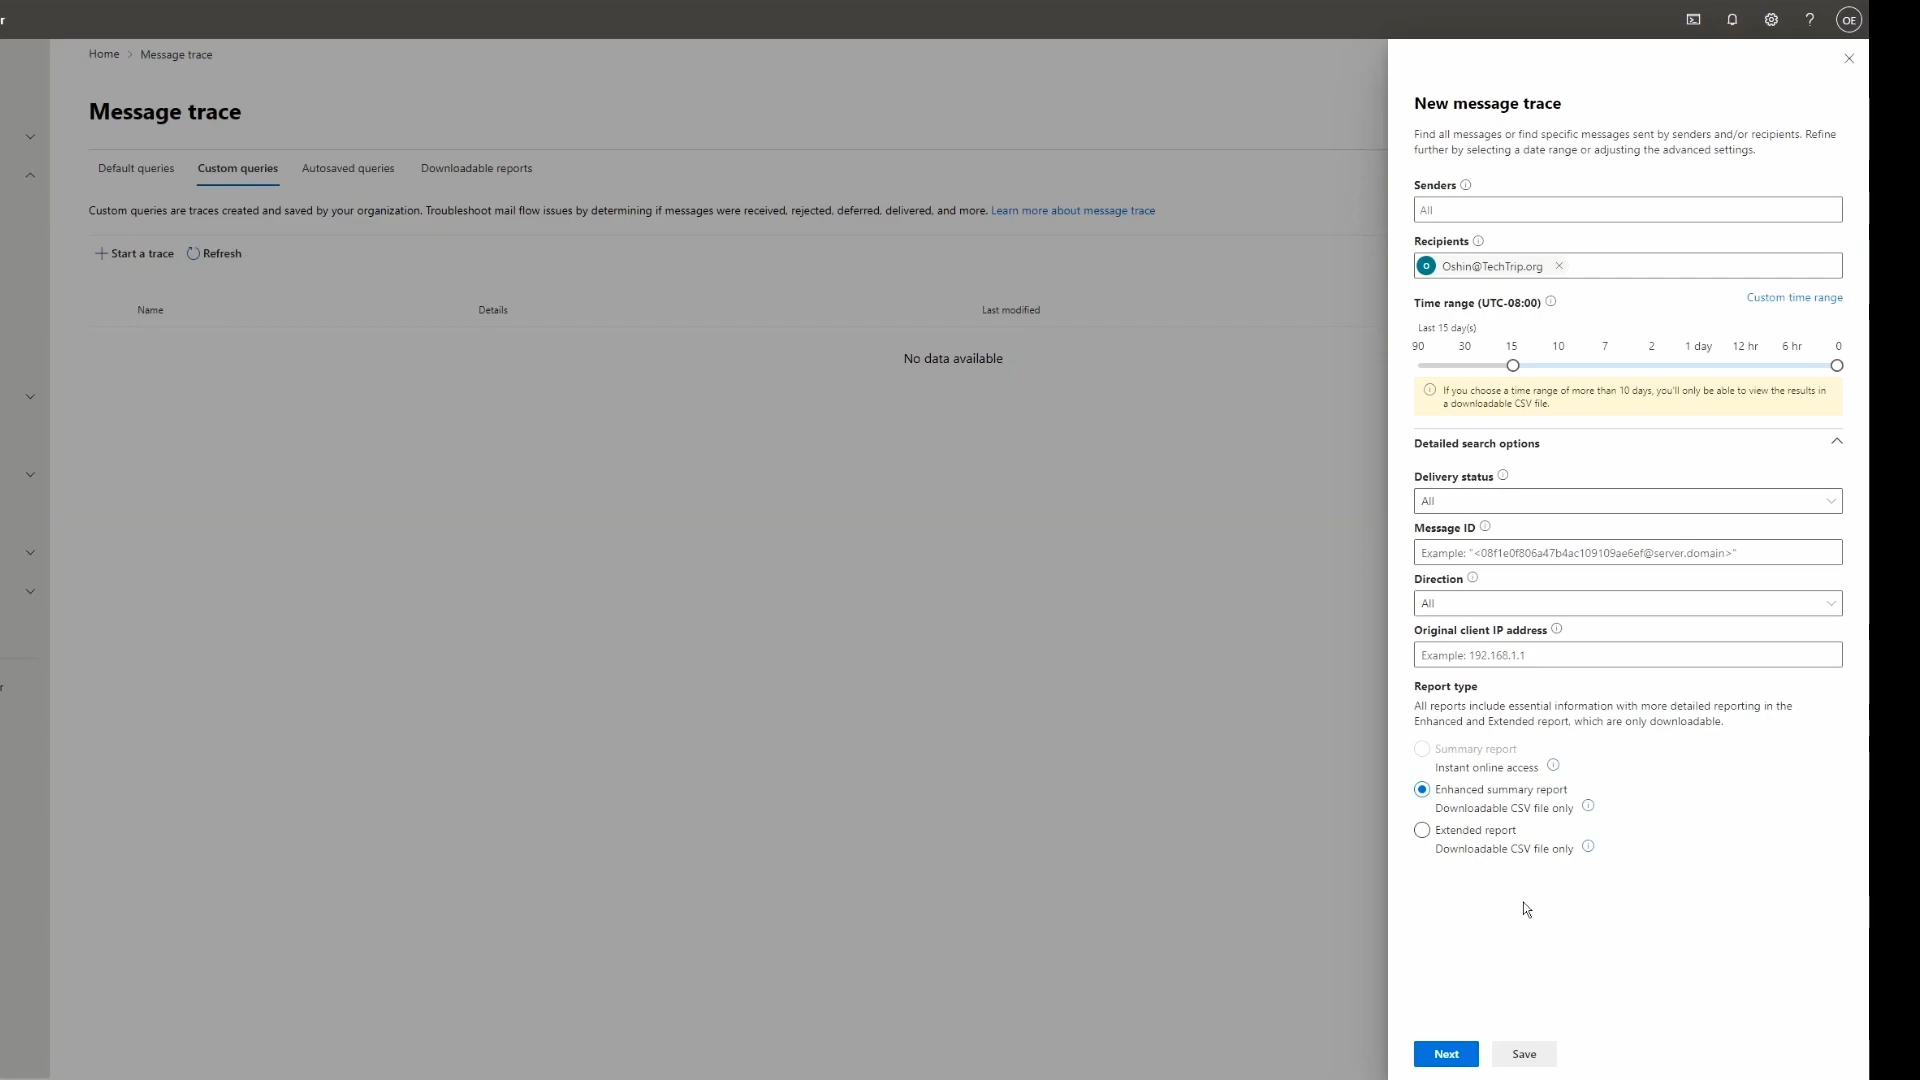 r
OE
Home > Message trace
Message trace
Default queries Custom queries Autosaved queries Downloadable reports
Custom queries are traces created and saved by your organization. Troubleshoot mail flow issues by determining if messages were received, rejected, deferred, delivered, and more. Learn more about message trace
Start a trace Refresh
Name Details Last modified
No data available
r
New message trace
Find all messages or find specific messages sent by senders and/or recipients. Refine
further by selecting a date range or adjusting the advanced settings.
Senders
All
Recipients
O Oshin@TechTrip.org
Time range (UTC-08:00) Custom time range
Last 15 day(s)
90 30 15 10 7 2 1 day 12 hr 6 hr 0
If you choose a time range of more than 10 days, you'll only be able to view the results in
a downloadable CSV file.
Detailed search options
Delivery status
All
Message ID
Example: "<08f1e0f806a47b4ac109109ae6ef@server.domain>"
Direction
All
Original client IP address
Example: 192.168.1.1
Report type
All reports include essential information with more detailed reporting in the
Enhanced and Extended report, which are only downloadable.
Summary report
Instant online access
Enhanced summary report
Downloadable CSV file only
Extended report
Downloadable CSV file only
Next Save